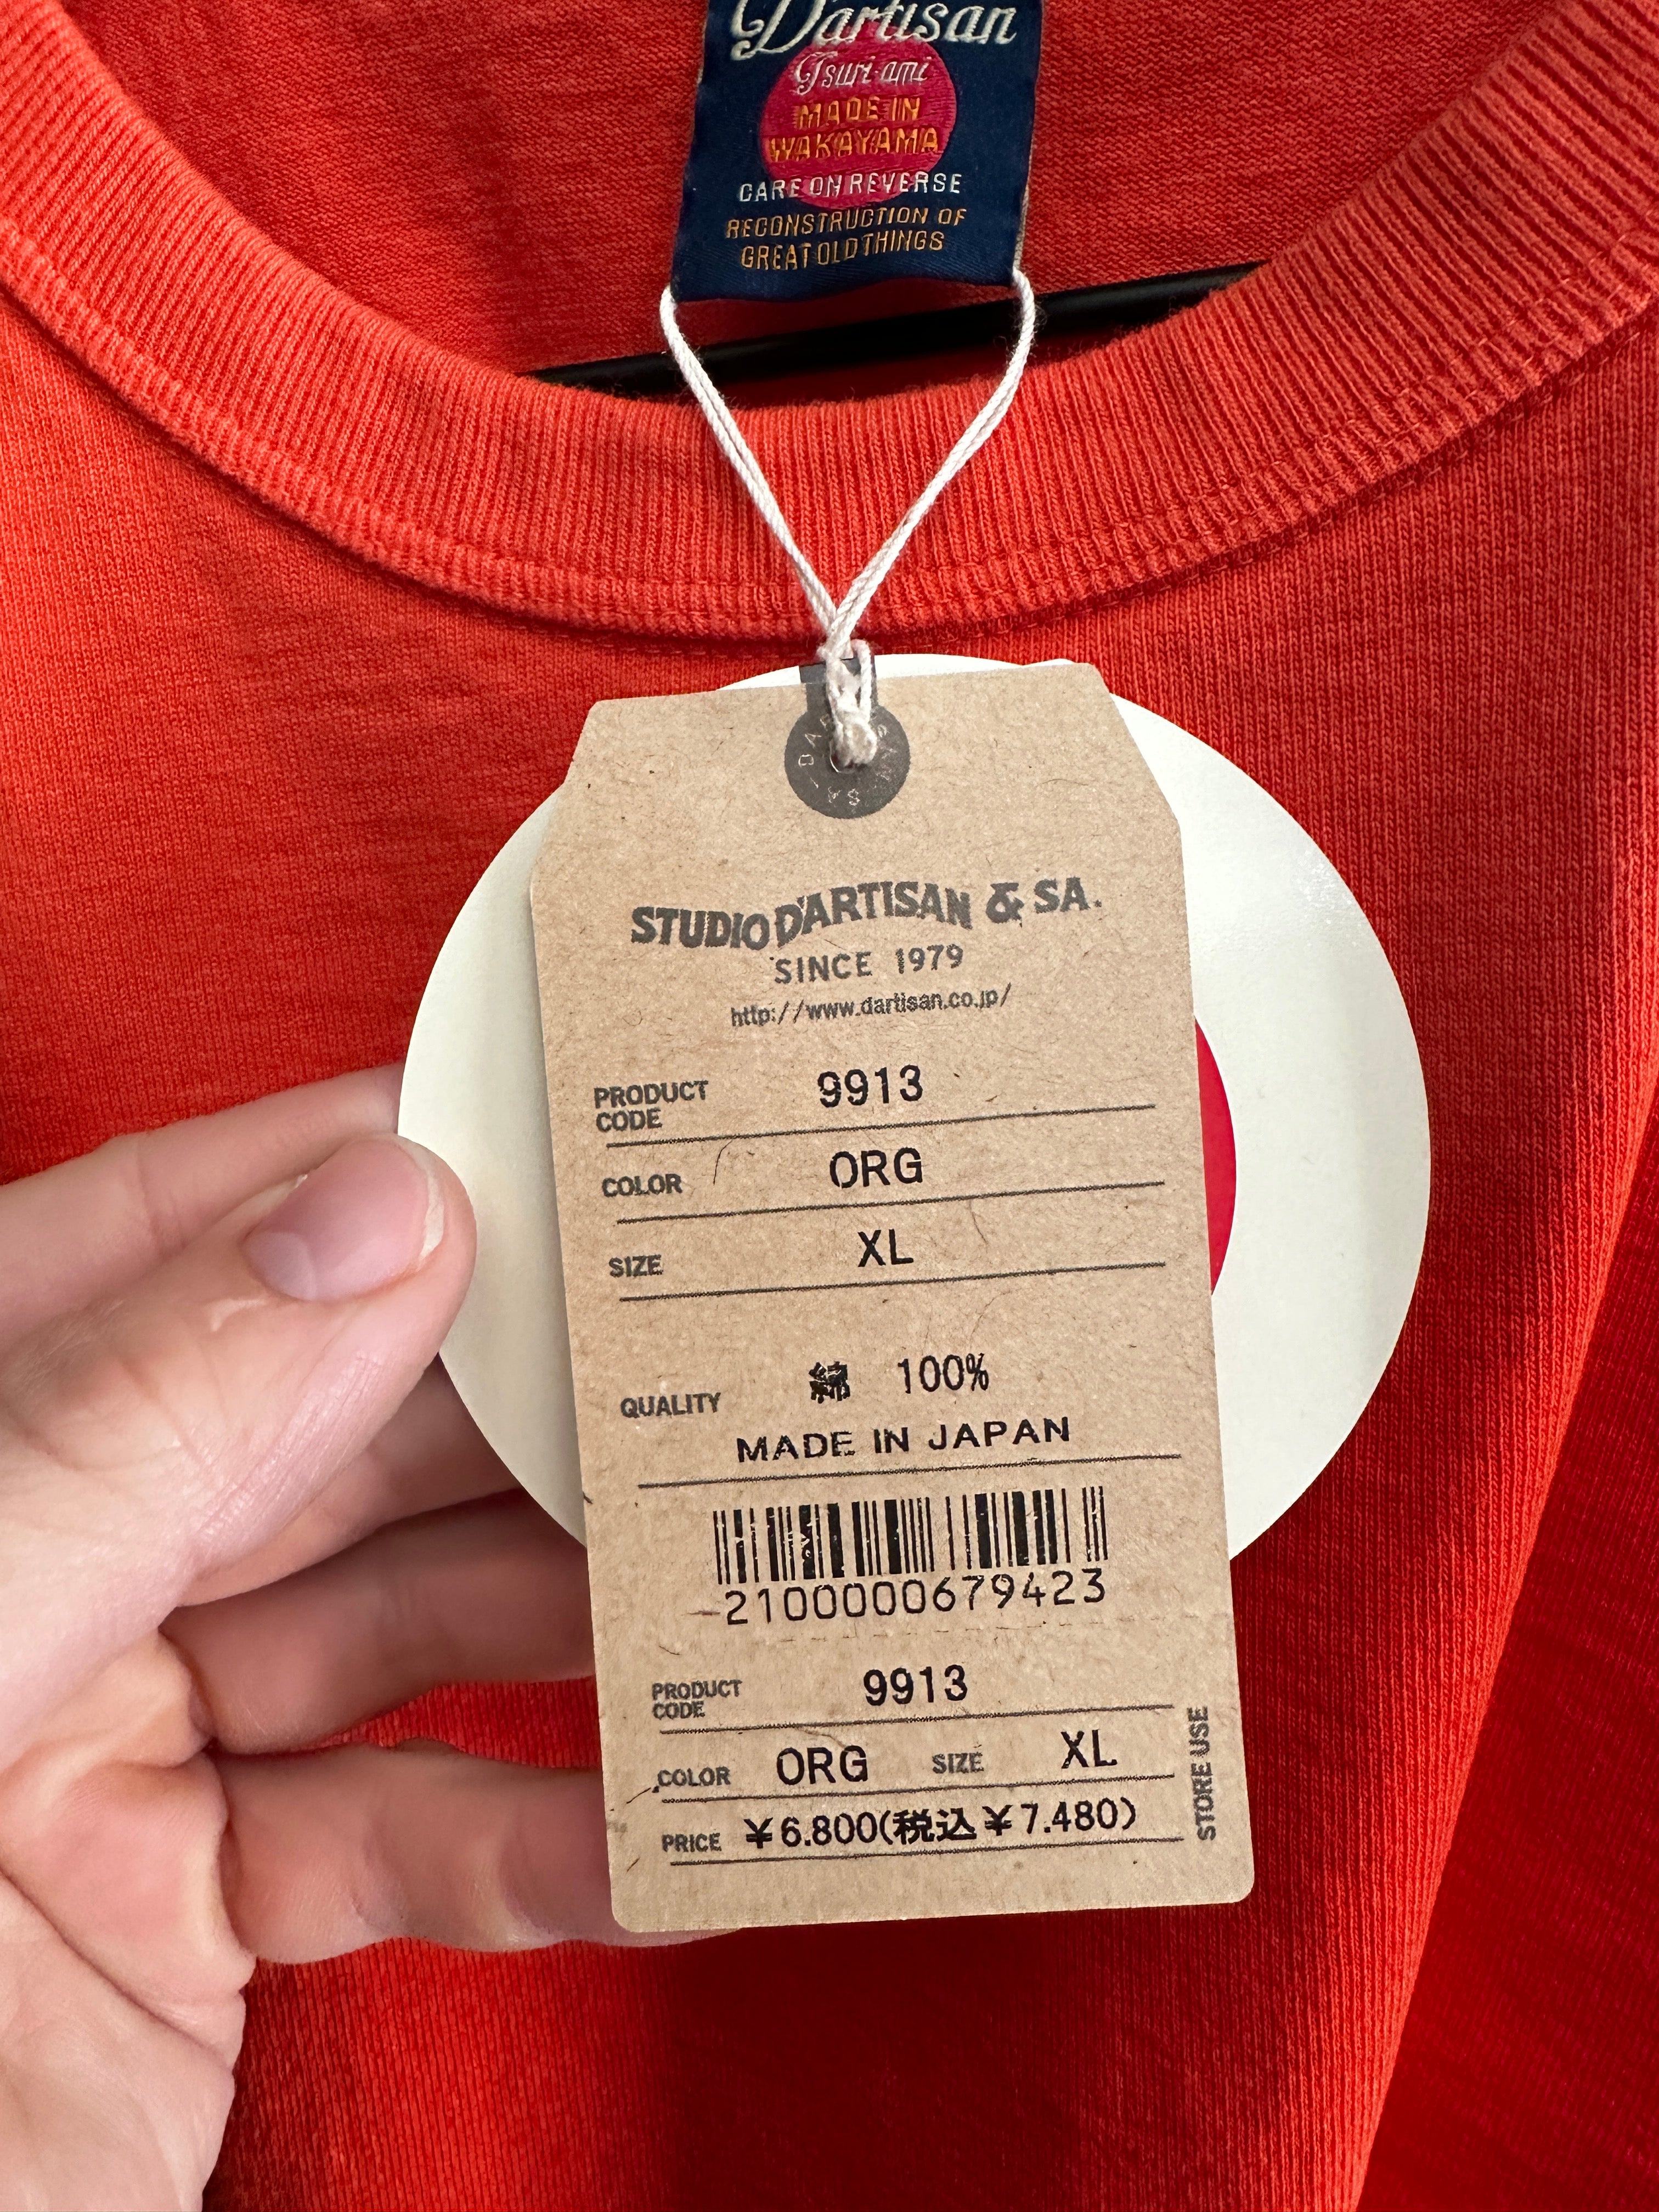 D'artisan
Tsuri-ami
MADE IN
WAKAYAMA
CARE ON REVERSE
RECONSTRUCTION OF
GREAT OLD THINGS
STUDIO D'ARTISAN & SA.
SINCE 1979
http://www.dartisan.co.jp/
PRODUCT CODE 9913
COLOR ORG
SIZE XL
QUALITY 綿 100%
MADE IN JAPAN
2100000679423
PRODUCT CODE 9913
COLOR ORG SIZE XL
PRICE ¥6.800(税込¥7.480)
STORE USE